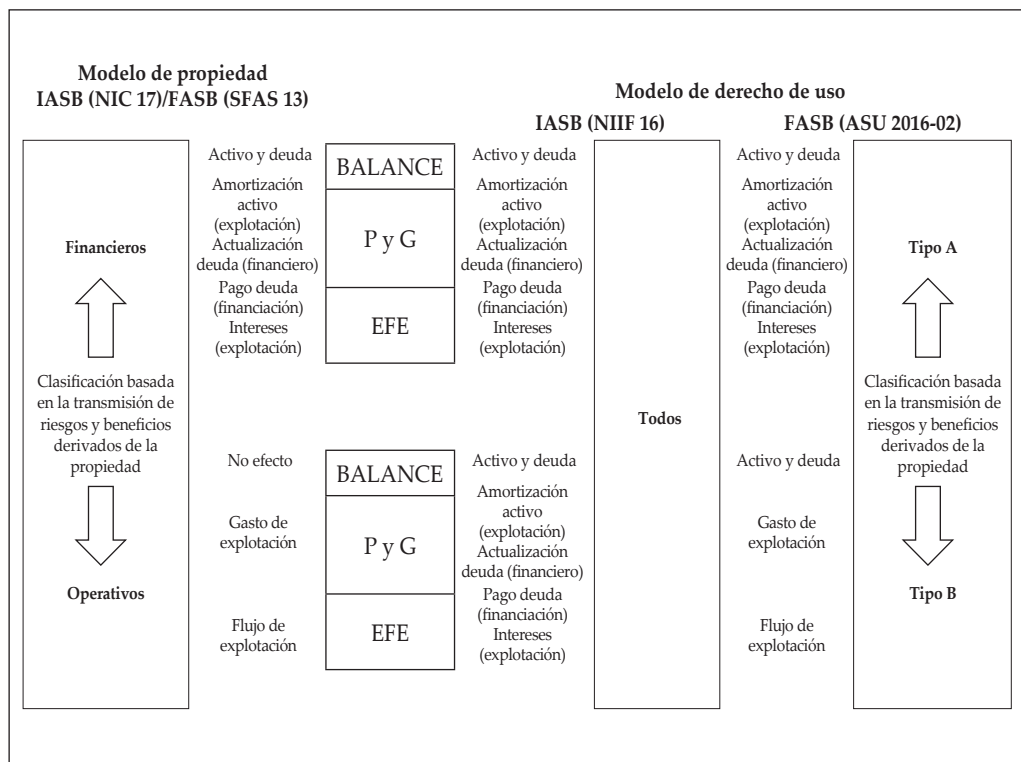 Modelo de propiedad
IASB (NIC 17)/FASB (SFAS 13)
Modelo de derecho de uso
IASB (NIIF 16)
FASB (ASU 2016-02)
Financieros
Clasificación basada
en la transmisión de
riesgos y beneficios
derivados de la
propiedad
Operativos
Activo y deuda
Amortización
activo
(explotación)
Actualización
deuda (financiero)
Pago deuda
(financiación)
Intereses
(explotación)
No efecto
Gasto de
explotación
Flujo de
explotación
BALANCE
P y G
EFE
BALANCE
P y G
EFE
Activo y deuda
Amortización
activo
(explotación)
Actualización
deuda (financiero)
Pago deuda
(financiación)
Intereses
(explotación)
Activo y deuda
Amortización
activo
(explotación)
Actualización
deuda (financiero)
Pago deuda
(financiación)
Intereses
(explotación)
Todos
Activo y deuda
Amortización
activo
(explotación)
Actualización
deuda (financiero)
Pago deuda
(financiación)
Intereses
(explotación)
Activo y deuda
Gasto de
explotación
Flujo de
explotación
Tipo A
Clasificación basada
en la transmisión de
riesgos y beneficios
derivados de la
propiedad
Tipo B